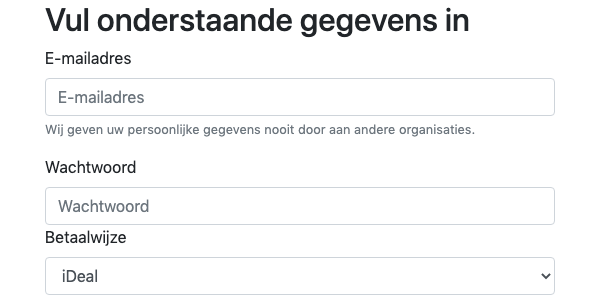 Vul onderstaande gegevens in
E-mailadres
E-mailadres
Wij geven uw persoonlijke gegevens nooit door aan andere organisaties.
Wachtwoord
Wachtwoord
Betaalwijze
iDeal